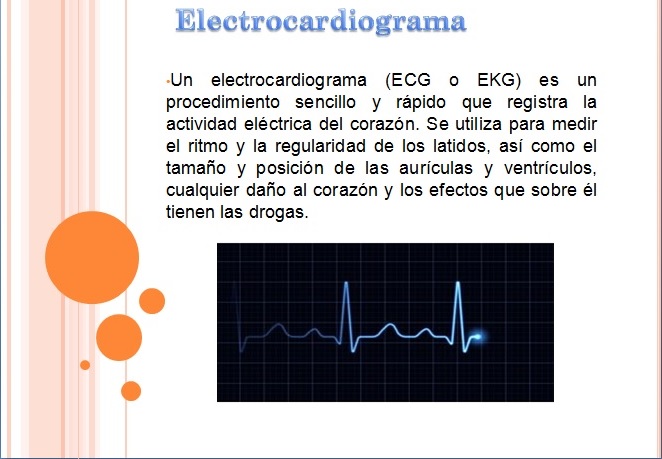 Electrocardiograma
•Un electrocardiograma (ECG o EKG) es un
procedimiento sencillo y rápido que registra la
actividad eléctrica del corazón. Se utiliza para medir
el ritmo y la regularidad de los latidos, así como el
tamaño y posición de las aurículas y ventrículos,
cualquier daño al corazón y los efectos que sobre él
tienen las drogas.